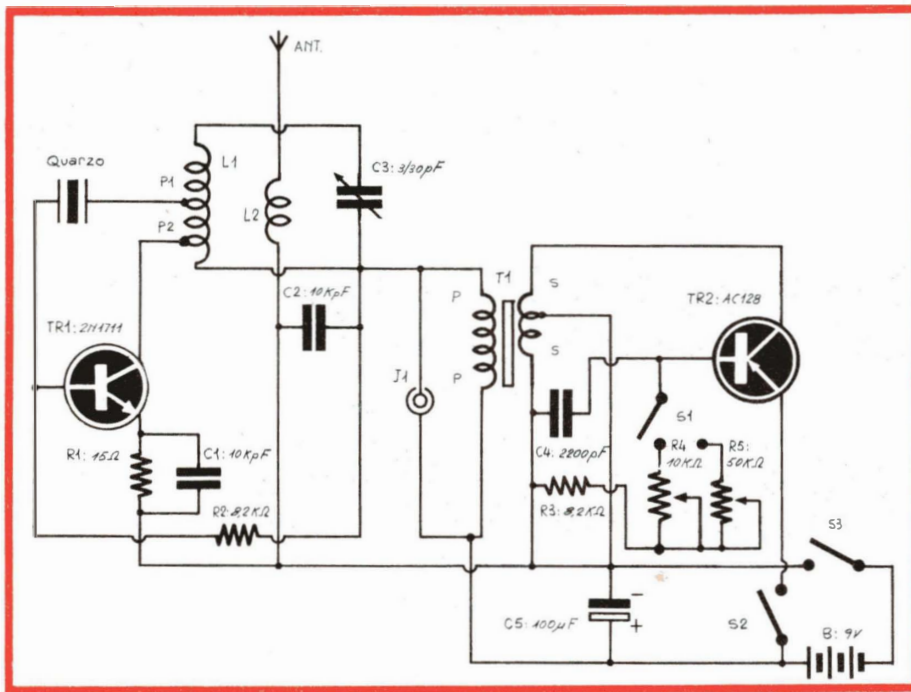 ANT.
Quarzo
L1
C3: 3/30pF
P1
L2
P2
C2: 10KpF
T1
P
S
TR1: 2N1711
TR2: AC128
P
S
J1
S1
R1: 15Ω
C1: 10KpF
C4: 2200pF
R4
10KΩ
R5:
50KΩ
R2: 8,2KΩ
R3: 8,2KΩ
S3
C5: 100µF
-
+
S2
B: 9V